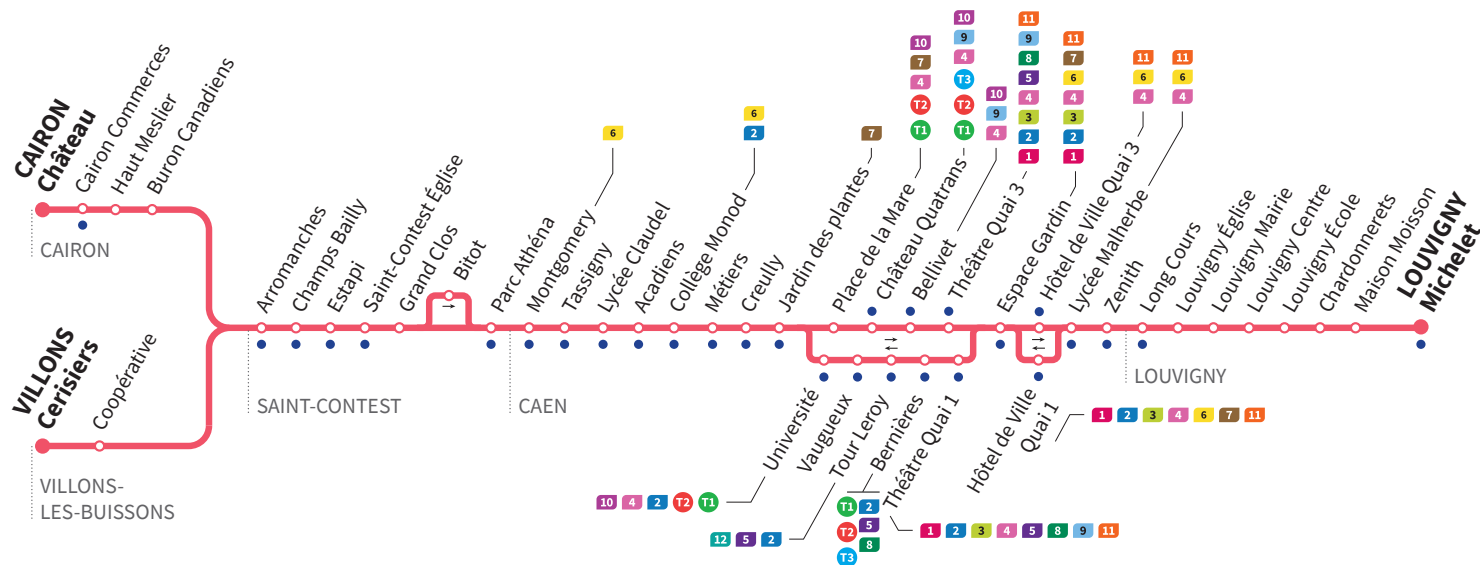 CAIRON
Château
Cairon Commerces
Haut Meslier
Buron Canadiens
CAIRON
VILLONS
Cerisiers
Coopérative
VILLONS-
LES-BUISSONS
Arromanches
Champs Bailly
Estapi
Saint-Contest Église
Grand Clos
Bitot
SAINT-CONTEST
Parc Athéna
Montgomery
6
Tassigny
Lycée Claudel
Acadiens
Collège Monod
6
2
Métiers
Creully
Jardin des plantes
7
CAEN
Place de la Mare
10
7
4
T2
T1
Château Quatrans
10
9
4
T3
T2
T1
Bellivet
10
9
4
Théâtre Quai 3
11
9
8
5
4
3
2
1
Université
10 4 2 T2 T1
Vaugueux
Tour Leroy
12 5 2
Bernières
T1 2
T2 5
T3 8
Théâtre Quai 1
1 2 3 4 5 8 9 11
Espace Gardin
11
7
6
4
3
2
1
Hôtel de Ville Quai 3
11
6
4
Hôtel de Ville
Quai 1
1 2 3 4 6 7 11
Lycée Malherbe
11
6
4
Zenith
Long Cours
Louvigny Église
Louvigny Mairie
Louvigny Centre
Louvigny École
Chardonnerets
Maison Moisson
LOUVIGNY
Michelet
LOUVIGNY